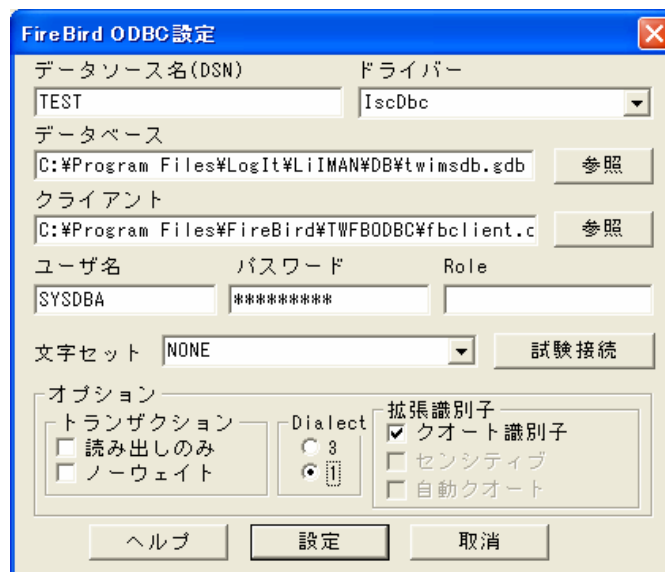 FireBird ODBC設定
データソース名(DSN) ドライバー
TEST IscDbc
データベース
C:¥Program Files¥LogIt¥LiIMAN¥DB¥twimsdb.gdb 参照
クライアント
C:¥Program Files¥FireBird¥TWFBODBC¥fbclient.d 参照
ユーザ名 パスワード Role
SYSDBA *********
文字セット NONE 試験接続
オプション
トランザクション Dialect 拡張識別子
読み出しのみ 3 クオート識別子
ノーウェイト 1 センシティブ
自動クオート
ヘルプ 設定 取消